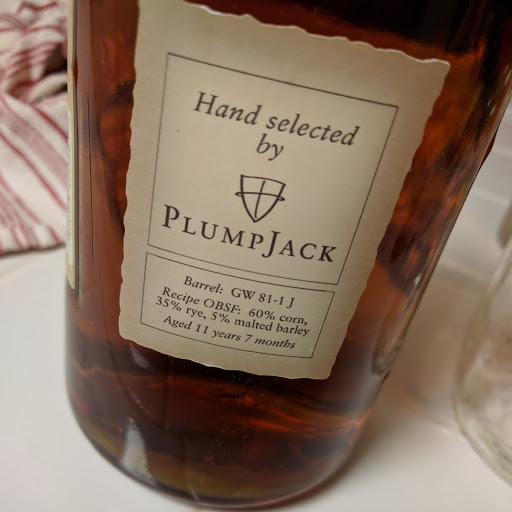 Hand selected
by
PLUMPJACK
Barrel: GW 81-1 J
Recipe OBSF: 60% corn,
35% rye, 5% malted barley
Aged 11 years 7 months